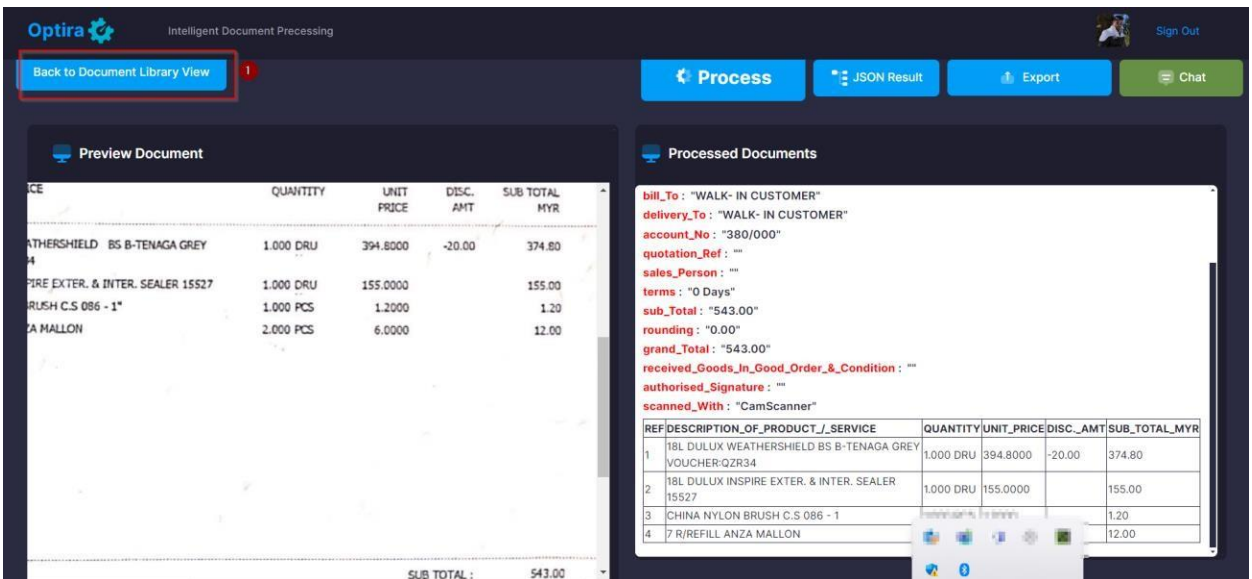 Optira
Intelligent Document Precessing
Sign Out
Back to Document Library View
1
Process
JSON Result
Export
Chat
Preview Document
ICE QUANTITY UNIT PRICE DISC. AMT SUB TOTAL MYR
ATHERSHIELD BS B-TENAGA GREY 1.000 DRU 394.8000 -20.00 374.80
34
PIRE EXTER. & INTER. SEALER 15527 1.000 DRU 155.0000 155.00
RUSH C.S 086 - 1" 1.000 PCS 1.2000 1.20
ZA MALLON 2.000 PCS 6.0000 12.00
SUB TOTAL : 543.00
Processed Documents
bill_To : "WALK- IN CUSTOMER"
delivery_To : "WALK- IN CUSTOMER"
account_No : "380/000"
quotation_Ref : ""
sales_Person : ""
terms : "0 Days"
sub_Total : "543.00"
rounding : "0.00"
grand_Total : "543.00"
received_Goods_In_Good_Order_&_Condition : ""
authorised_Signature : ""
scanned_With : "CamScanner"
REF DESCRIPTION_OF_PRODUCT_/_SERVICE QUANTITY UNIT_PRICE DISC._AMT SUB_TOTAL_MYR
1 18L DULUX WEATHERSHIELD BS B-TENAGA GREY VOUCHER:QZR34 1.000 DRU 394.8000 -20.00 374.80
2 18L DULUX INSPIRE EXTER. & INTER. SEALER 15527 1.000 DRU 155.0000 155.00
3 CHINA NYLON BRUSH C.S 086 - 1 1.20
4 7 R/REFILL ANZA MALLON 12.00